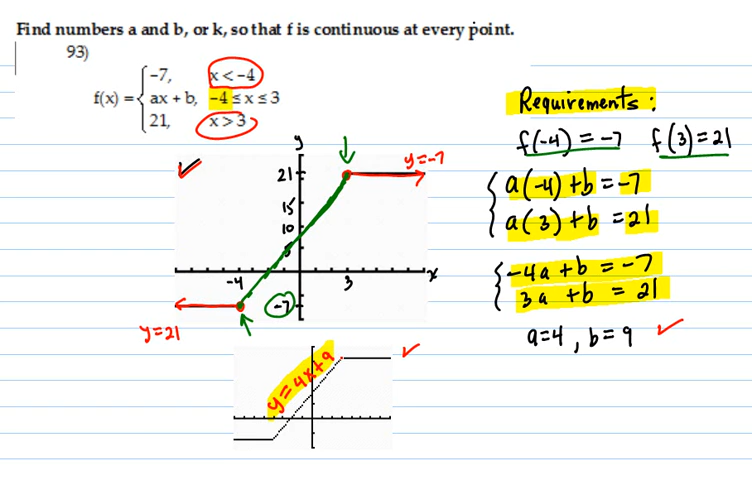 Find numbers a and b, or k, so that f is continuous at every point.
93)
-7, x < -4
f(x) = ax + b, -4 ≤ x ≤ 3
21, x > 3
Requirements:
f(-4) = -7 f(3) = 21
a(-4) + b = -7
a(3) + b = 21
-4a + b = -7
3a + b = 21
a=4, b=9
y
y=-7
21
15
10
5
-4
3
x
-7
y=21
y=4x+9